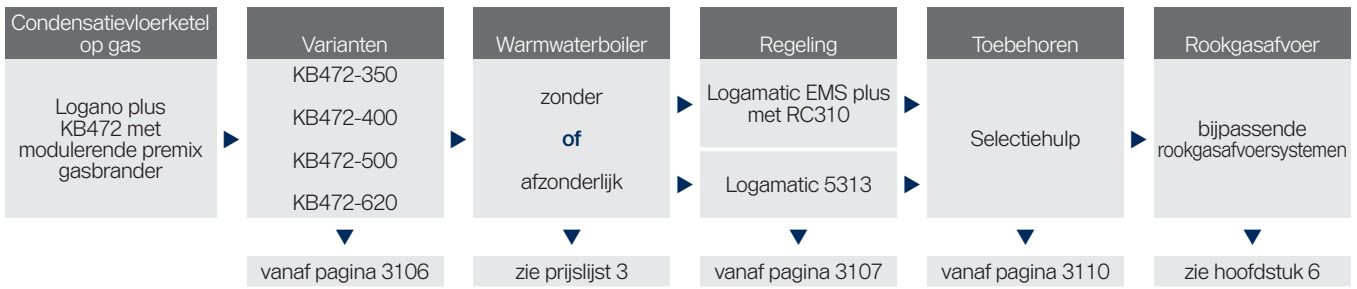 Condensatievloerketel
op gas
Logano plus
KB472 met
modulerende premix
gasbrander
Varianten
KB472-350
KB472-400
KB472-500
KB472-620
vanaf pagina 3106
Warmwaterboiler
zonder
of
afzonderlijk
zie prijslijst 3
Regeling
Logamatic EMS plus
met RC310
Logamatic 5313
vanaf pagina 3107
Toebehoren
Selectiehulp
vanaf pagina 3110
Rookgasafvoer
bijpassende
rookgasafvoersystemen
zie hoofdstuk 6